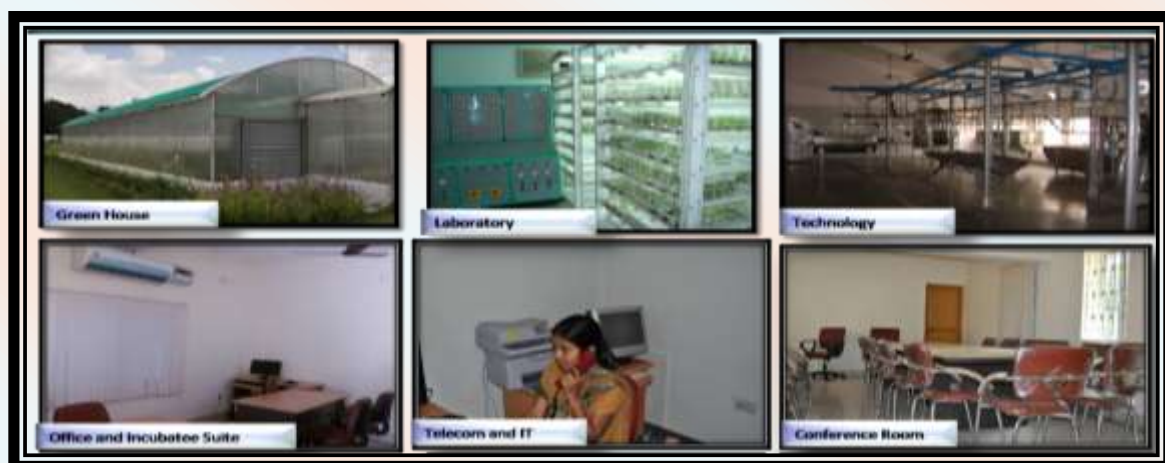 Green House
Laboratory
Technology
Office and Incubatee Suite
Telecom and IT
Conference Room